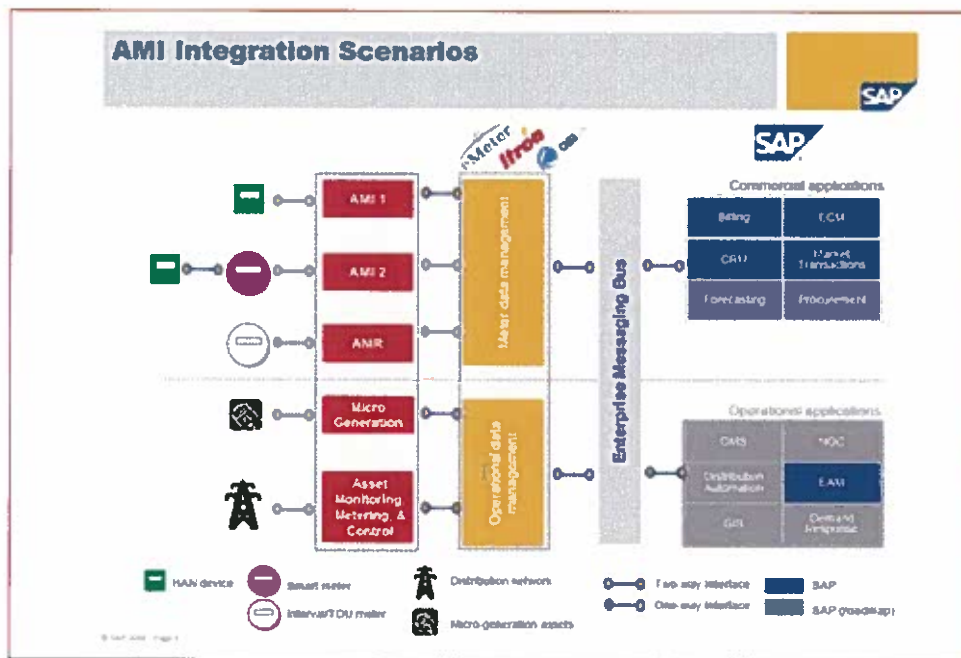 AMI Integration Scenarios
SAP
eMeter
Itron
SAP
Commercial applications
AMI 1
Billing
CRM
Market
Transactions
AMI 2
Forecasting
Procurement
AMR
Meter data management
Enterprise Messaging Bus
Micro
Generation
Operational applications
OMS
Distribution
Automation
EAM
GIS
Demand
Response
Asset
Monitoring,
Metering, &
Control
Operational data
management
HAN device
Smart meter
Distribution network
Two-way interface
SAP
Interval/TOU meter
Micro-generation assets
One-way interface
SAP (roadmap)